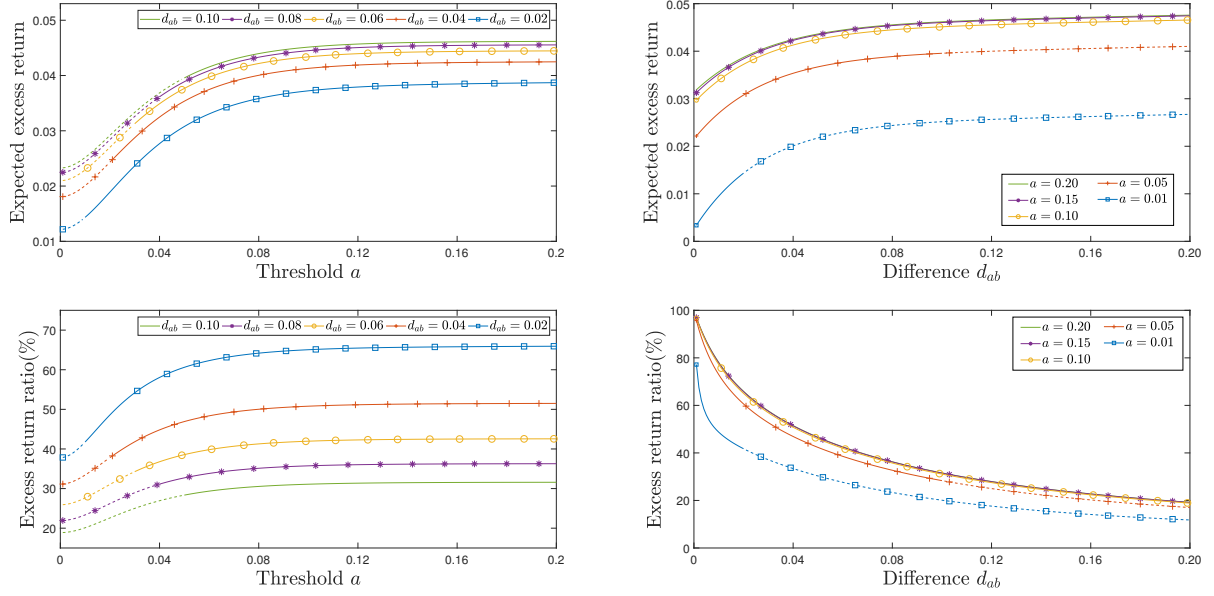 d_ab = 0.10 d_ab = 0.08 d_ab = 0.06 d_ab = 0.04 d_ab = 0.02
Expected excess return
0.05
0.04
0.03
0.02
0.01
0 0.04 0.08 0.12 0.16 0.2
Threshold a
Expected excess return
0.05
0.04
0.03
0.02
0.01
0
a = 0.20 a = 0.05
a = 0.15 a = 0.01
a = 0.10
0 0.04 0.08 0.12 0.16 0.20
Difference d_ab
d_ab = 0.10 d_ab = 0.08 d_ab = 0.06 d_ab = 0.04 d_ab = 0.02
Excess return ratio(%)
70
60
50
40
30
20
0 0.04 0.08 0.12 0.16 0.2
Threshold a
Excess return ratio(%)
100
80
60
40
20
0
a = 0.20 a = 0.05
a = 0.15 a = 0.01
a = 0.10
0 0.04 0.08 0.12 0.16 0.20
Difference d_ab